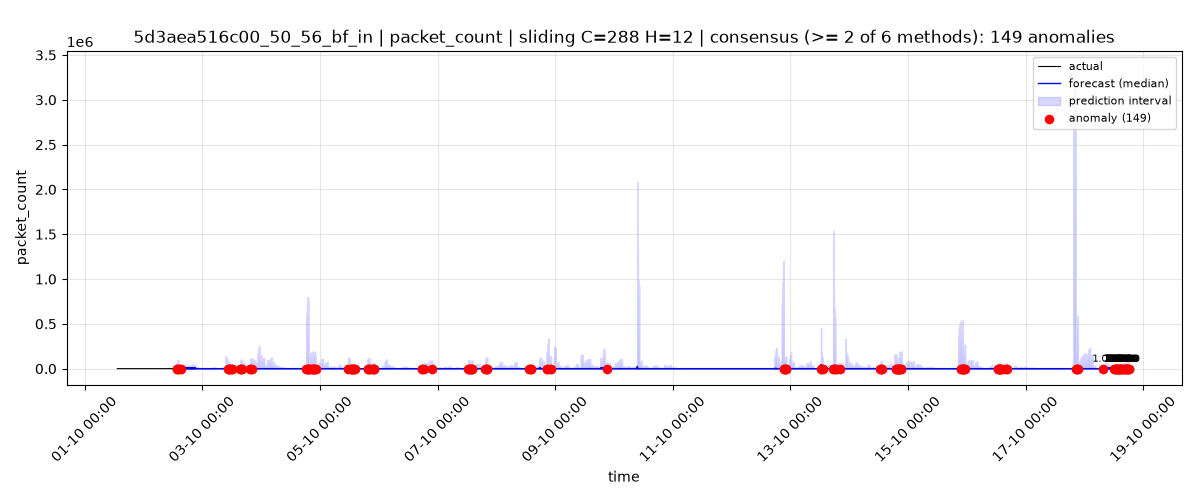 5d3aea516c00_50_56_bf_in | packet_count | sliding C=288 H=12 | consensus (>= 2 of 6 methods): 149 anomalies
1e6
3.5
3.0
2.5
2.0
1.5
1.0
0.5
0.0
packet_count
actual
forecast (median)
prediction interval
anomaly (149)
01-10 00:00
03-10 00:00
05-10 00:00
07-10 00:00
09-10 00:00
11-10 00:00
13-10 00:00
15-10 00:00
17-10 00:00
19-10 00:00
time